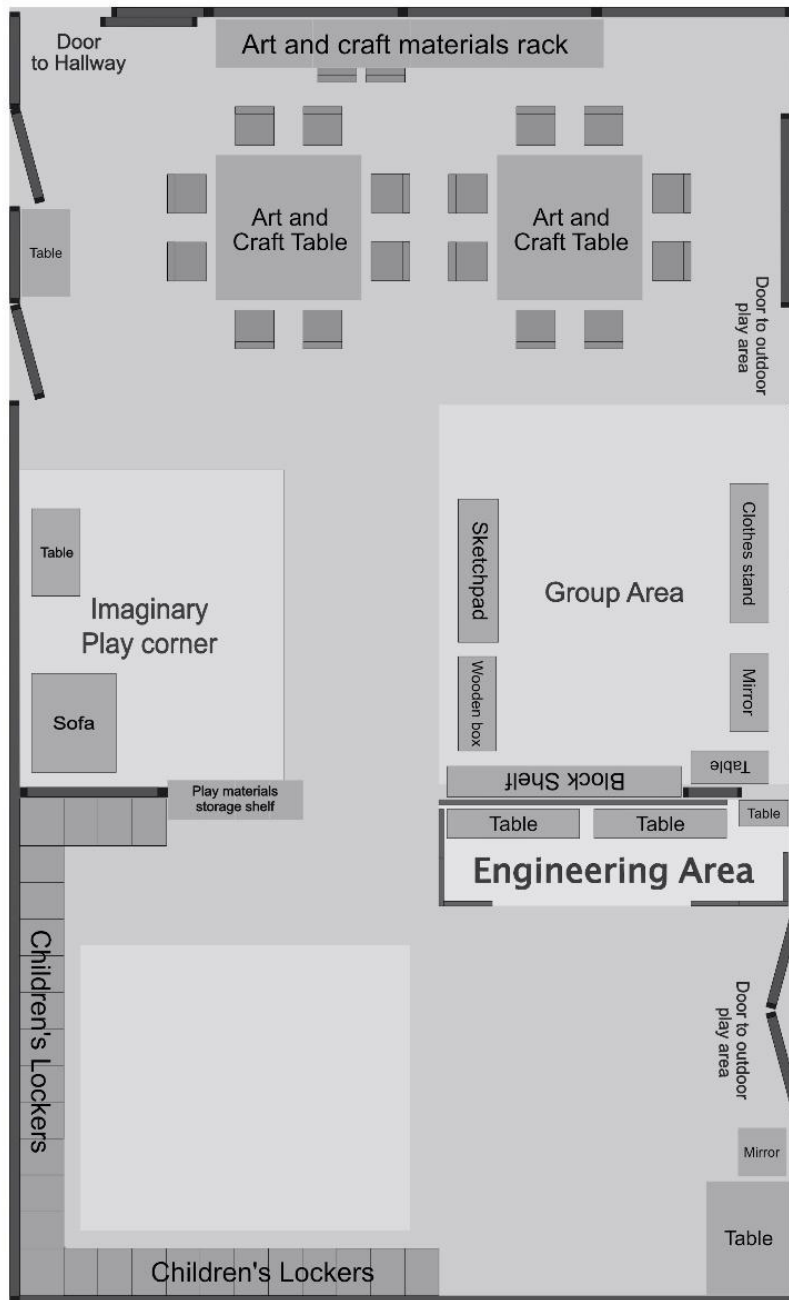 Door
to Hallway
Art and craft materials rack
Art and
Craft Table
Art and
Craft Table
Table
Door to outdoor
play area
Table
Imaginary
Play corner
Sofa
Sketchpad
Group Area
Clothes stand
Wooden box
Mirror
Table
Block Shelf
Play materials
storage shelf
Table
Table
Table
Engineering Area
Children's Lockers
Door to outdoor
play area
Mirror
Table
Children's Lockers